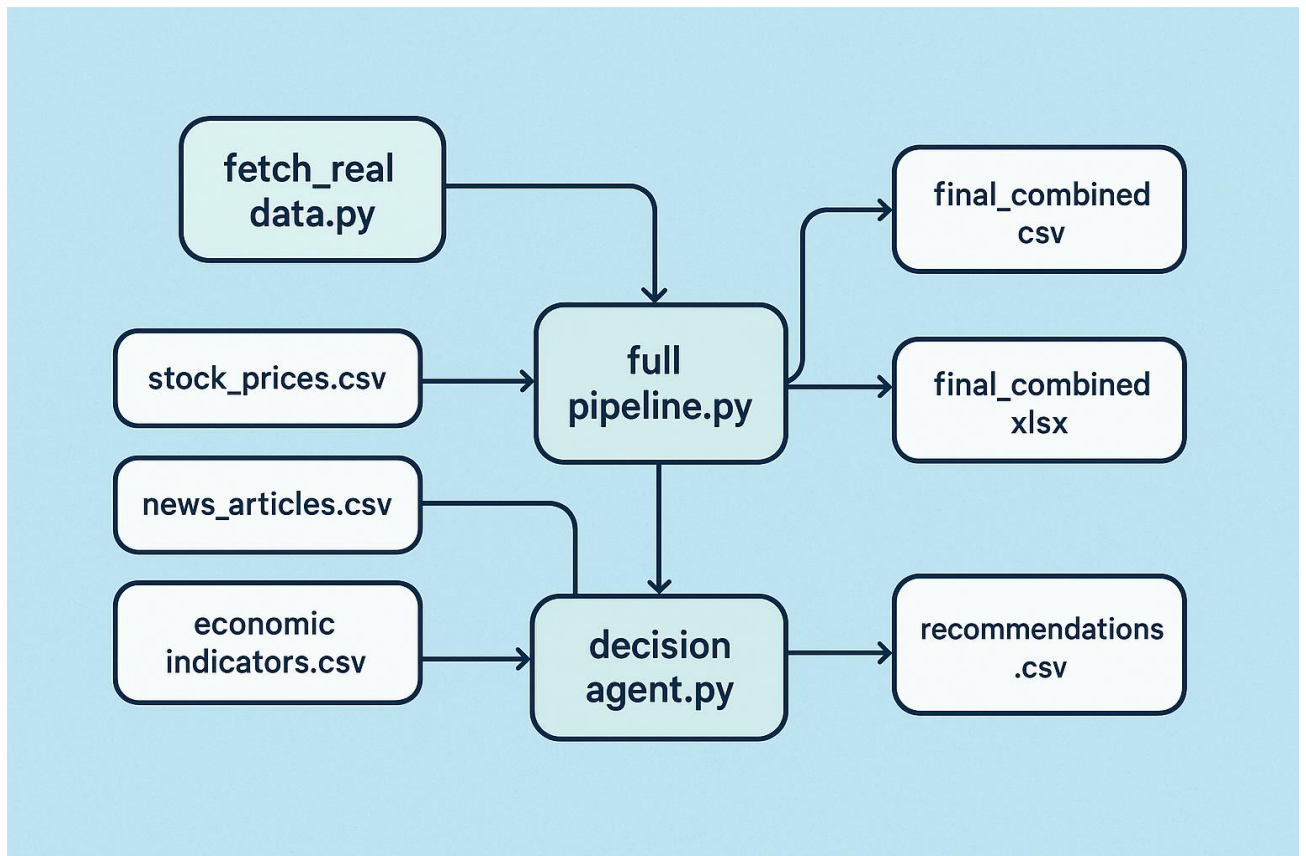 fetch_real
data.py
stock_prices.csv
news_articles.csv
economic
indicators.csv
full
pipeline.py
decision
agent.py
final_combined
csv
final_combined
xlsx
recommendations
.csv